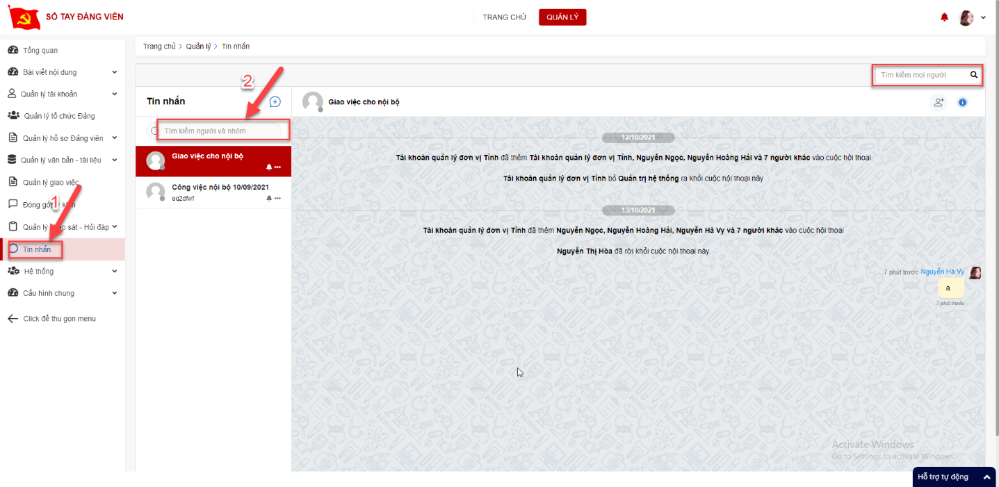 SỔ TAY ĐẢNG VIÊN
TRANG CHỦ
QUẢN LÝ
Tổng quan
Bài viết nội dung
Quản lý tài khoản
Quản lý tổ chức Đảng
Quản lý hồ sơ Đảng viên
Quản lý văn bản - tài liệu
Quản lý giao việc
Đóng góp
Quản lý sát - Hỏi đáp
Tin nhắn
Hệ thống
Cấu hình chung
Click để thu gọn menu
1
Trang chủ > Quản lý > Tin nhắn
2
Tìm kiếm mọi người
Tin nhắn
Tìm kiếm người và nhóm
Giao việc cho nội bộ
Công việc nội bộ 10/09/2021
eq2dfwf
Giao việc cho nội bộ
12/10/2021
Tài khoản quản lý đơn vị Tỉnh đã thêm Tài khoản quản lý đơn vị Tỉnh, Nguyễn Ngọc, Nguyễn Hoàng Hải và 7 người khác vào cuộc hội thoại
Tài khoản quản lý đơn vị Tỉnh bỏ Quản trị hệ thống ra khỏi cuộc hội thoại này
13/10/2021
Tài khoản quản lý đơn vị Tỉnh đã thêm Nguyễn Ngọc, Nguyễn Hoàng Hải, Nguyễn Hà Vy và 7 người khác vào cuộc hội thoại
Nguyễn Thị Hòa đã rời khỏi cuộc hội thoại này
7 phút trước Nguyễn Hà Vy
a
7 phút trước
Activate Windows
Go to Settings to activate Windows.
Hỗ trợ tự động